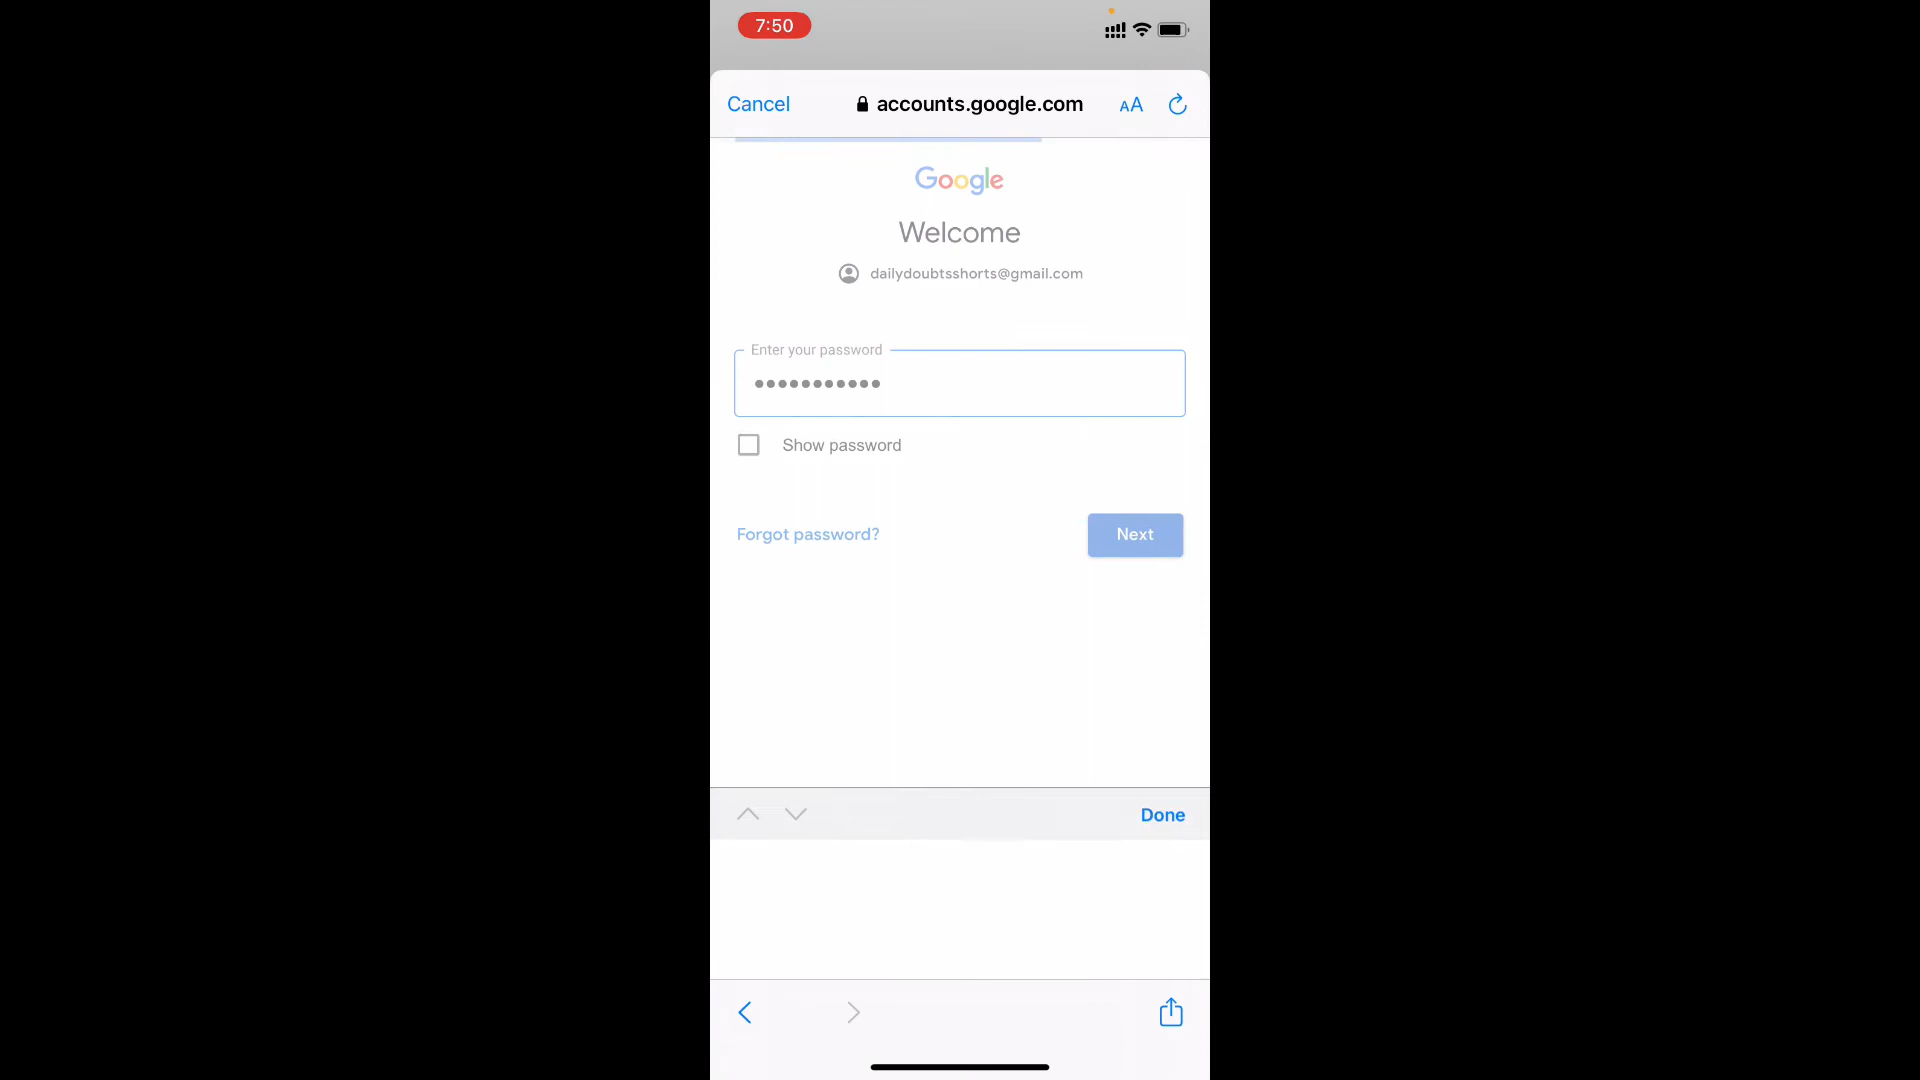 7:50
Cancel
accounts.google.com
AA
Google
Welcome
dailydoubtsshorts@gmail.com
Enter your password
•••••••••••
Show password
Forgot password?
Next
Done